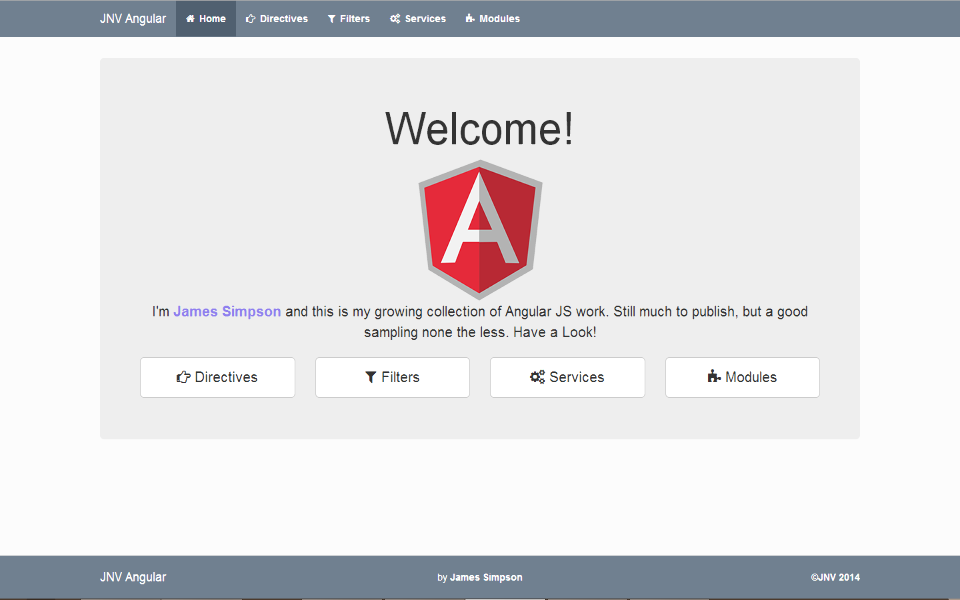 JNV Angular Home Directives Filters Services Modules
Welcome!
A
I'm James Simpson and this is my growing collection of Angular JS work. Still much to publish, but a good
sampling none the less. Have a Look!
Directives Filters Services Modules
JNV Angular by James Simpson ©JNV 2014